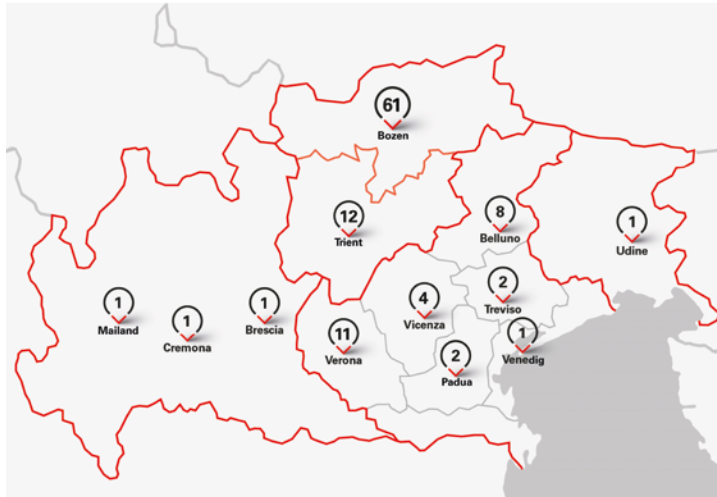 61
Bozen
12
Trient
8
Belluno
1
Udine
1
Mailand
1
Cremona
1
Brescia
11
Verona
4
Vicenza
2
Treviso
2
Padua
1
Venedig